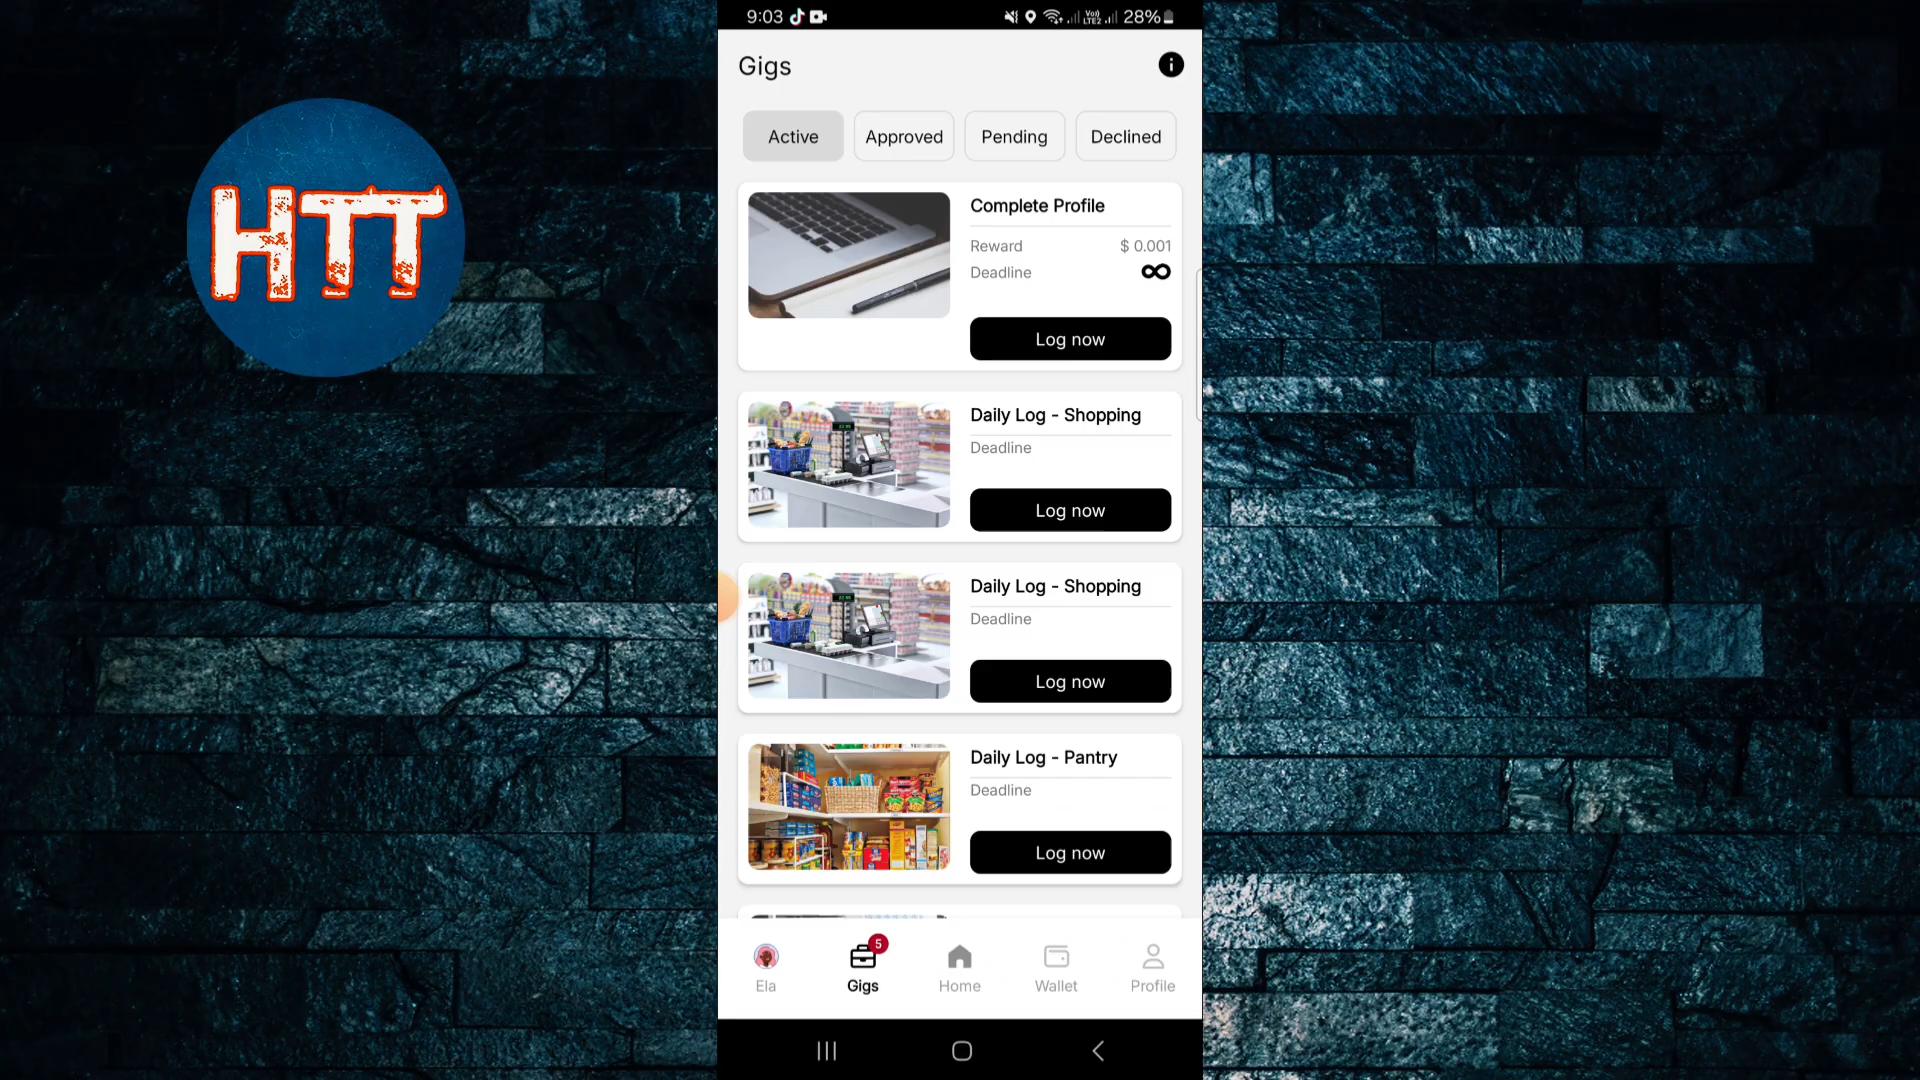 9:03
Vo))
LTE2
28%
HTT
Gigs
Active
Approved
Pending
Declined
Complete Profile
Reward
$ 0.001
Deadline
Log now
Daily Log - Shopping
Deadline
Log now
Daily Log - Shopping
Deadline
Log now
Daily Log - Pantry
Deadline
Log now
5
Ela
Gigs
Home
Wallet
Profile